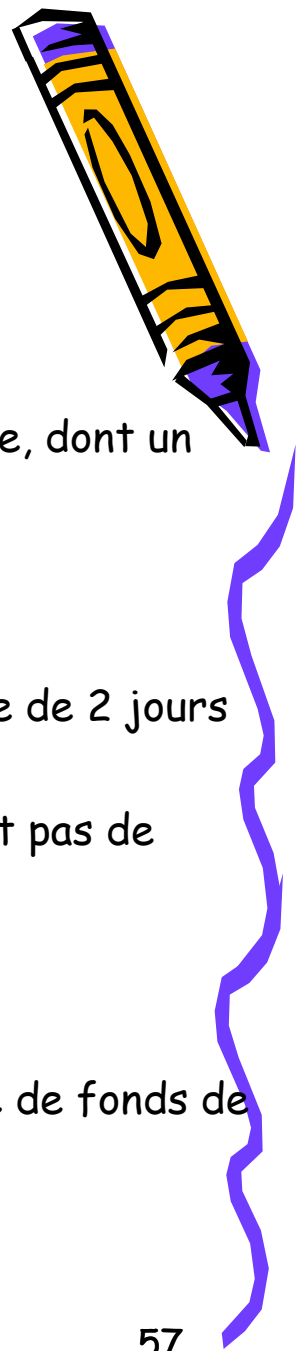 e, dont un
e de 2 jours
t pas de
de fonds de
57